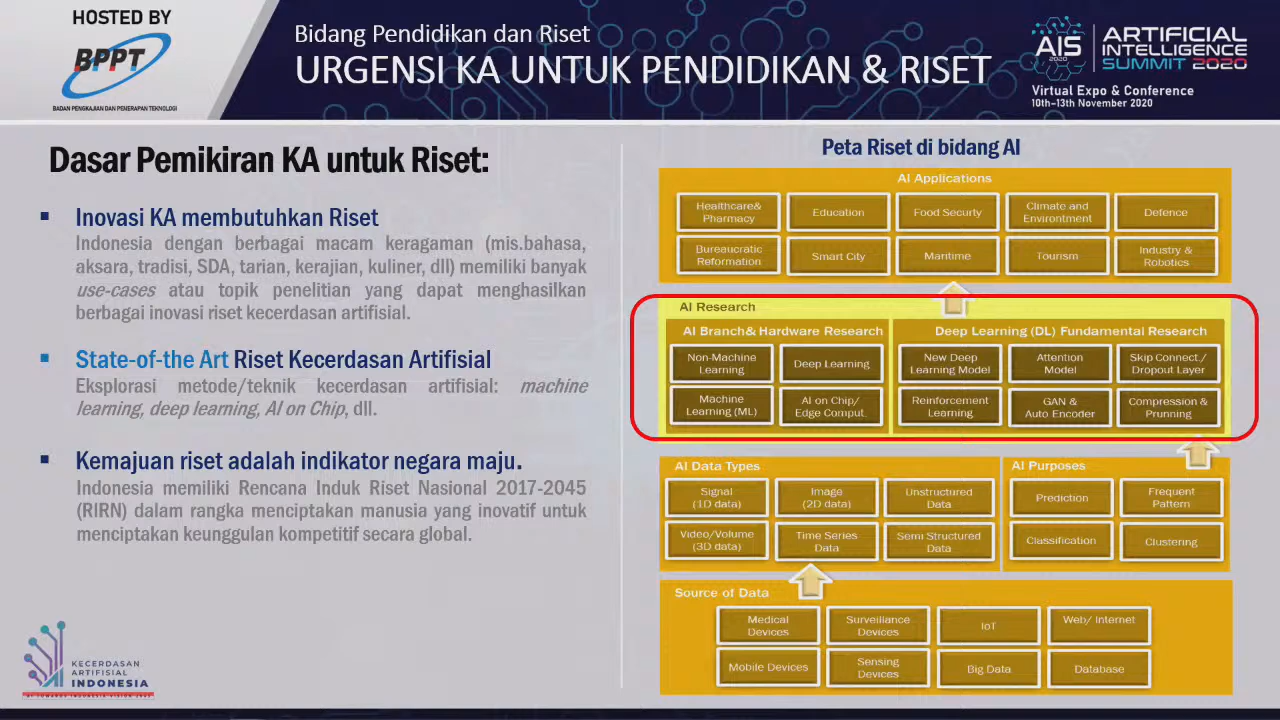 HOSTED BY
BPPT
BADAN PENGKAJIAN DAN PENERAPAN TEKNOLOGI
Bidang Pendidikan dan Riset
URGENSI KA UNTUK PENDIDIKAN & RISET
AIS
2020
ARTIFICIAL
INTELLIGENCE
SUMMIT 2020
Virtual Expo & Conference
10th-13th November 2020
Dasar Pemikiran KA untuk Riset:
▪ Inovasi KA membutuhkan Riset
Indonesia dengan berbagai macam keragaman (mis.bahasa,
aksara, tradisi, SDA, tarian, kerajian, kuliner, dll) memiliki banyak
use-cases atau topik penelitian yang dapat menghasilkan
berbagai inovasi riset kecerdasan artifisial.
▪ State-of-the Art Riset Kecerdasan Artifisial
Eksplorasi metode/teknik kecerdasan artifisial: machine
learning, deep learning, AI on Chip, dll.
▪ Kemajuan riset adalah indikator negara maju.
Indonesia memiliki Rencana Induk Riset Nasional 2017-2045
(RIRN) dalam rangka menciptakan manusia yang inovatif untuk
menciptakan keunggulan kompetitif secara global.
KECERDASAN
ARTIFISIAL
INDONESIA
Peta Riset di bidang AI
AI Applications
Healthcare&
Pharmacy
Education
Food Securty
Climate and
Environtment
Defence
Bureaucratic
Reformation
Smart City
Maritime
Tourism
Industry &
Robotics
AI Research
AI Branch& Hardware Research
Non-Machine
Learning
Deep Learning
Machine
Learning (ML)
AI on Chip/
Edge Comput.
Deep Learning (DL) Fundamental Research
New Deep
Learning Model
Attention
Model
Skip Connect./
Dropout Layer
Reinforcement
Learning
GAN &
Auto Encoder
Compression &
Prunning
AI Data Types
Signal
(1D data)
Image
(2D data)
Unstructured
Data
Video/Volume
(3D data)
Time Series
Data
Semi Structured
Data
AI Purposes
Prediction
Frequent
Pattern
Classification
Clustering
Source of Data
Medical
Devices
Surveillance
Devices
IoT
Web/ Internet
Mobile Devices
Sensing
Devices
Big Data
Database